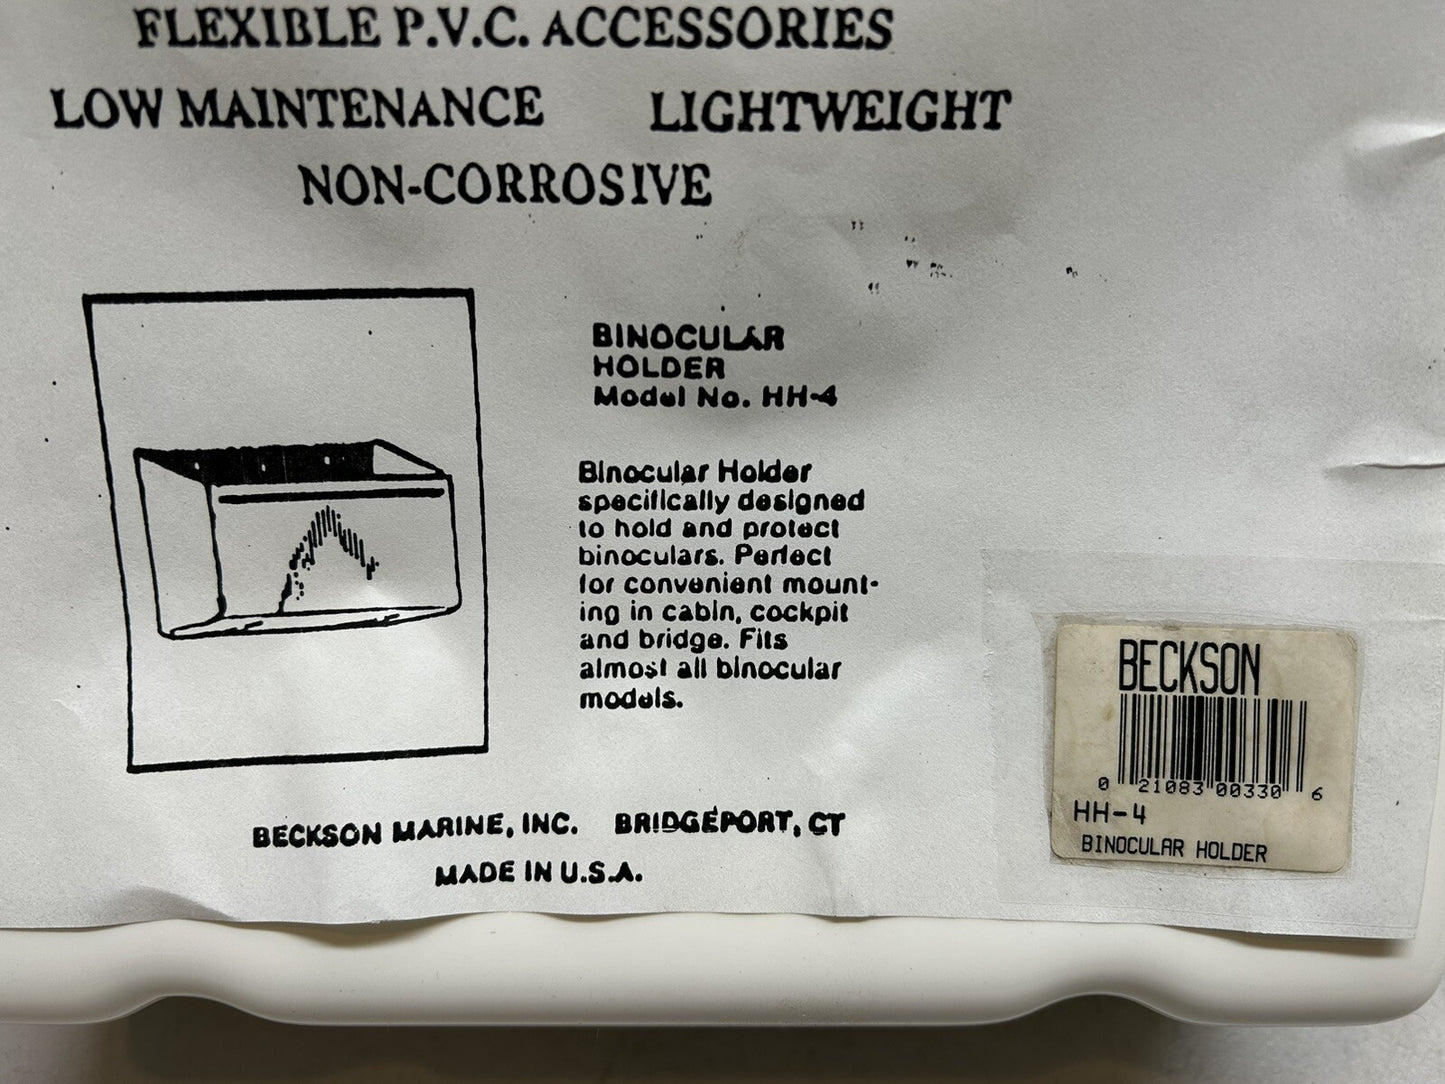 FLEXIBLE P.V.C. ACCESSORIES
LOW MAINTENANCE LIGHTWEIGHT
NON-CORROSIVE
BINOCULAR
HOLDER
Model No. HH-4
Binocular Holder
specifically designed
to hold and protect
binoculars. Perfect
for convenient mount-
ing in cabin, cockpit
and bridge. Fits
almost all binocular
models.
BECKSON MARINE, INC. BRIDGEPORT, CT
MADE IN U.S.A.
BECKSON
0 21083 00330 6
HH-4
BINOCULAR HOLDER